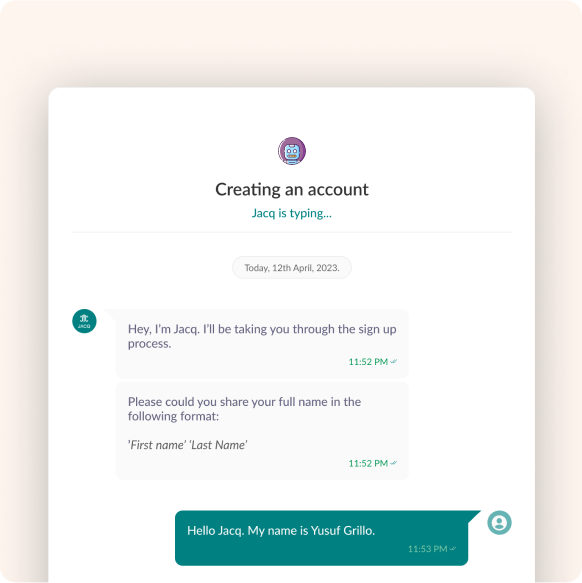 Creating an account
Jacq is typing...
Today, 12th April, 2023.
JACQ
Hey, I’m Jacq. I’ll be taking you through the sign up
process.
11:52 PM
Please could you share your full name in the
following format:
‘First name’ ‘Last Name’
11:52 PM
Hello Jacq. My name is Yusuf Grillo.
11:53 PM